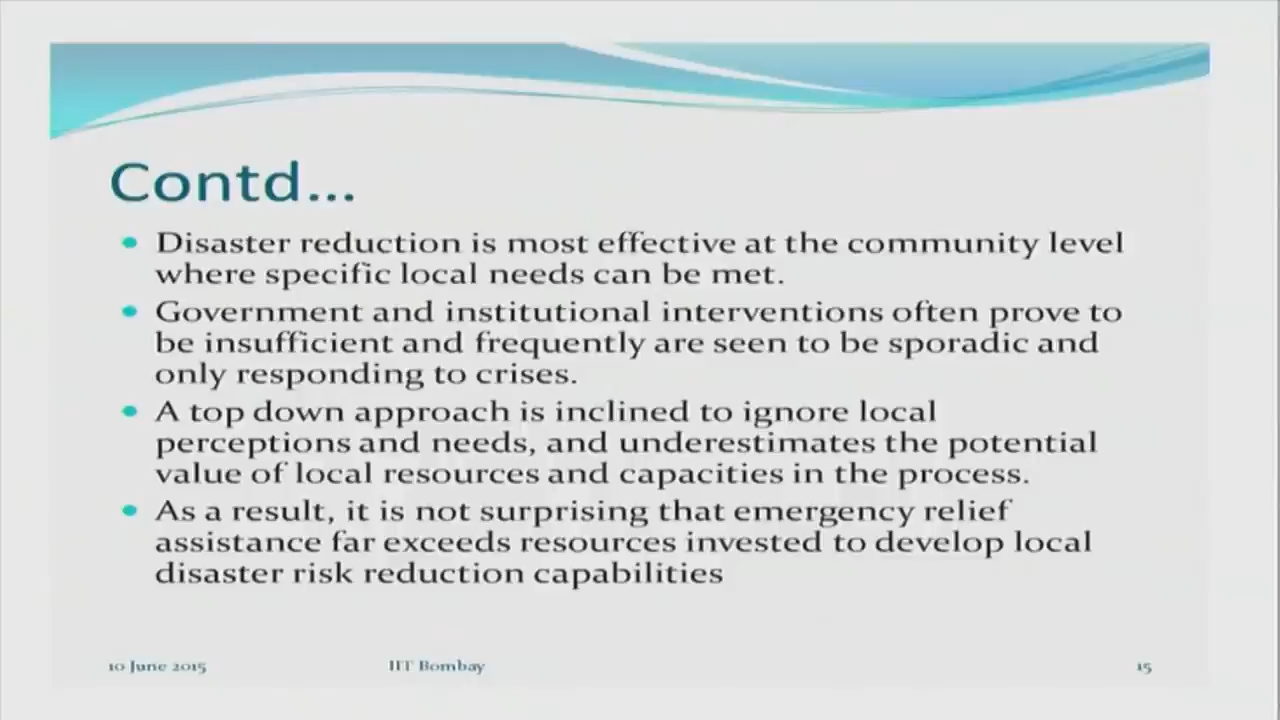 Contd...
Disaster reduction is most effective at the community level
where specific local needs can be met.
Government and institutional interventions often prove to
be insufficient and frequently are seen to be sporadic and
only responding to crises.
A top down approach is inclined to ignore local
perceptions and needs, and underestimates the potential
value of local resources and capacities in the process.
As a result, it is not surprising that emergency relief
assistance far exceeds resources invested to develop local
disaster risk reduction capabilities
10 June 2015
IIT Bombay
15